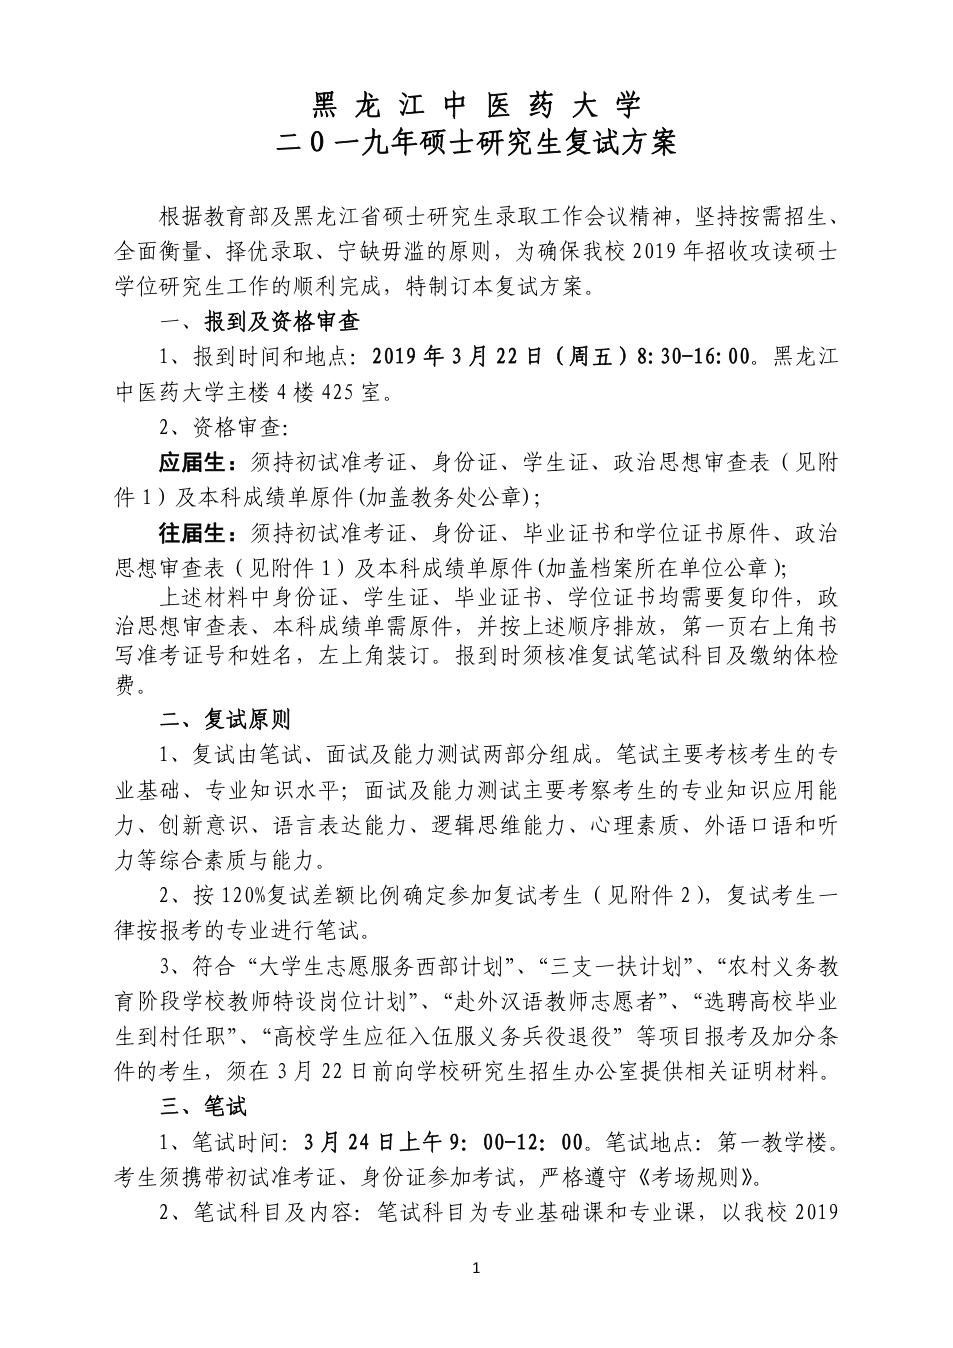 黑龙江中医药大学
二0一九年硕士研究生复试方案
根据教育部及黑龙江省硕士研究生录取工作会议精神，坚持按需招生、
全面衡量、择优录取、宁缺毋滥的原则，为确保我校2019年招收攻读硕士
学位研究生工作的顺利完成，特制订本复试方案。
一、报到及资格审查
1、报到时间和地点：2019年3月22日（周五）8:30-16:00。黑龙江
中医药大学主楼4楼425室。
2、资格审查：
应届生：须持初试准考证、身份证、学生证、政治思想审查表（见附
件1）及本科成绩单原件(加盖教务处公章)；
往届生：须持初试准考证、身份证、毕业证书和学位证书原件、政治
思想审查表（见附件1）及本科成绩单原件(加盖档案所在单位公章)；
上述材料中身份证、学生证、毕业证书、学位证书均需要复印件，政
治思想审查表、本科成绩单需原件，并按上述顺序排放，第一页右上角书
写准考证号和姓名，左上角装订。报到时须核准复试笔试科目及缴纳体检
费。
二、复试原则
1、复试由笔试、面试及能力测试两部分组成。笔试主要考核考生的专
业基础、专业知识水平；面试及能力测试主要考察考生的专业知识应用能
力、创新意识、语言表达能力、逻辑思维能力、心理素质、外语口语和听
力等综合素质与能力。
2、按120%复试差额比例确定参加复试考生（见附件2），复试考生一
律按报考的专业进行笔试。
3、符合“大学生志愿服务西部计划”、“三支一扶计划”、“农村义务教
育阶段学校教师特设岗位计划”、“赴外汉语教师志愿者”、“选聘高校毕业
生到村任职”、“高校学生应征入伍服义务兵役退役”等项目报考及加分条
件的考生，须在3月22日前向学校研究生招生办公室提供相关证明材料。
三、笔试
1、笔试时间：3月24日上午9：00-12：00。笔试地点：第一教学楼。
考生须携带初试准考证、身份证参加考试，严格遵守《考场规则》。
2、笔试科目及内容：笔试科目为专业基础课和专业课，以我校2019
1